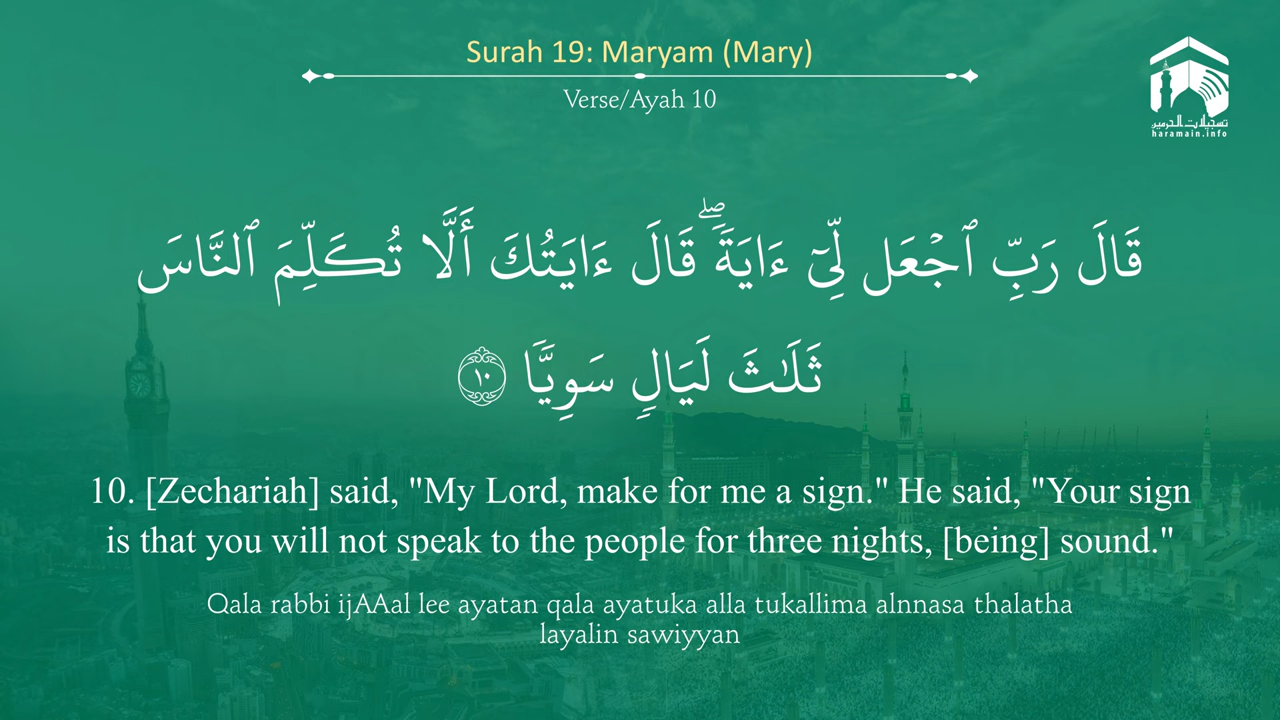 Surah 19: Maryam (Mary)
Verse/Ayah 10
تسجيلات الحرمين
haramain.info
قَالَ رَبِّ ٱجْعَل لِّىٓ ءَايَةًۖ قَالَ ءَايَتُكَ أَلَّا تُكَلِّمَ ٱلنَّاسَ
ثَلَٰثَ لَيَالٍ سَوِيًّا ١٠
10. [Zechariah] said, "My Lord, make for me a sign." He said, "Your sign
is that you will not speak to the people for three nights, [being] sound."
Qala rabbi ijAAal lee ayatan qala ayatuka alla tukallima alnnasa thalatha
layalin sawiyyan